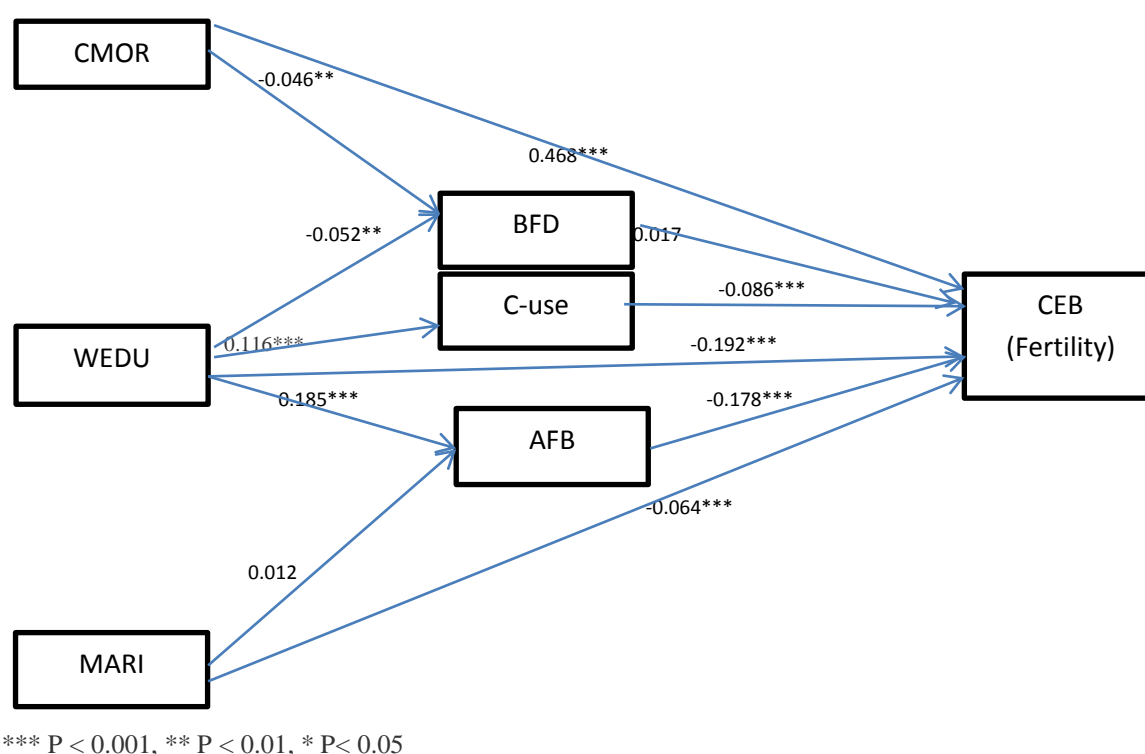 CMOR
-0.046**
0.468***
BFD
-0.052**
0.017
C-use
-0.086***
CEB
(Fertility)
WEDU
0.116***
-0.192***
0.185***
-0.178***
AFB
-0.064***
0.012
MARI
*** P < 0.001, ** P < 0.01, * P< 0.05